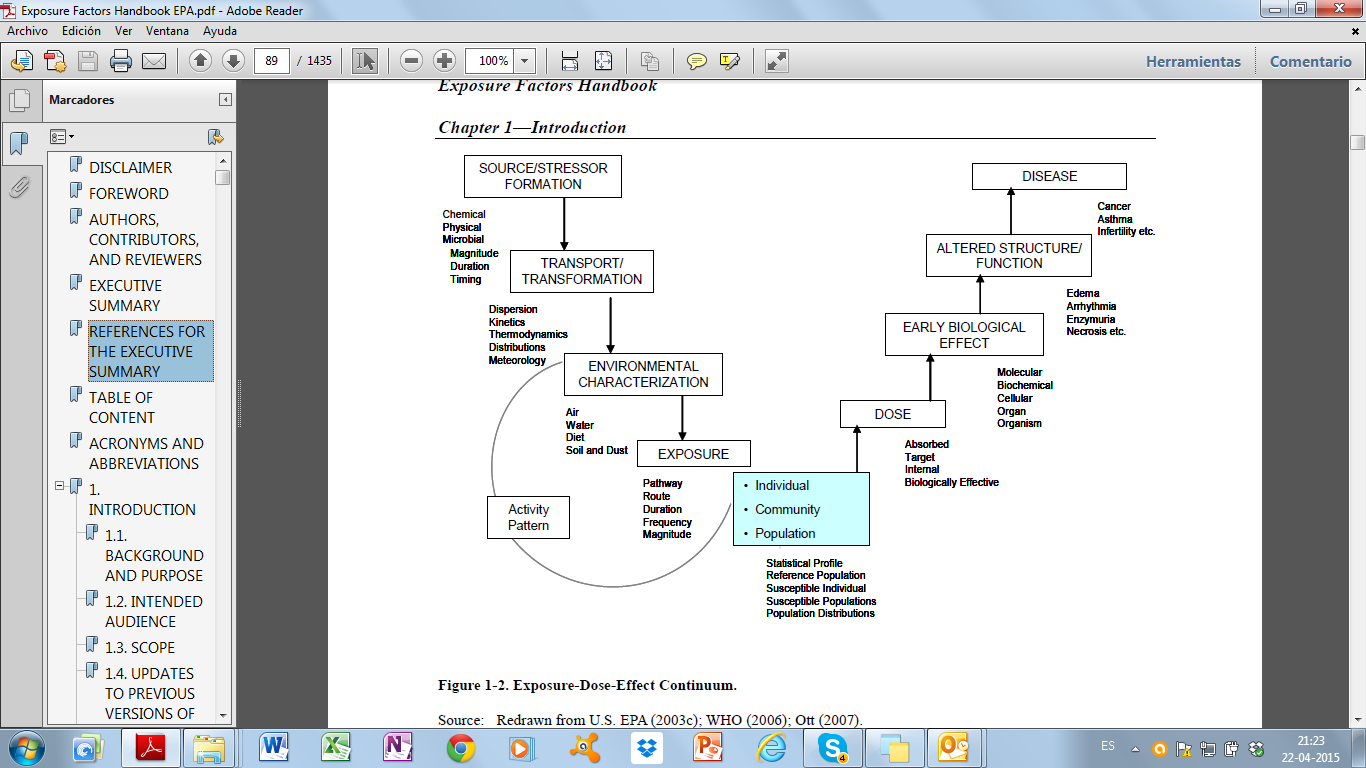 Exposure Factors Handbook EPA.pdf - Adobe Reader
Archivo Edición Ver Ventana Ayuda
89 / 1435
100%
Herramientas Comentario
Marcadores
DISCLAIMER
FOREWORD
AUTHORS,
CONTRIBUTORS,
AND REVIEWERS
EXECUTIVE
SUMMARY
REFERENCES FOR
THE EXECUTIVE
SUMMARY
TABLE OF
CONTENT
ACRONYMS AND
ABBREVIATIONS
1.
INTRODUCTION
1.1.
BACKGROUND
AND PURPOSE
1.2. INTENDED
AUDIENCE
1.3. SCOPE
1.4. UPDATES
TO PREVIOUS
VERSIONS OF
Exposure Factors Handbook
Chapter 1—Introduction
SOURCE/STRESSOR
FORMATION
Chemical
Physical
Microbial
Magnitude
Duration
Timing
TRANSPORT/
TRANSFORMATION
Dispersion
Kinetics
Thermodynamics
Distributions
Meteorology
ENVIRONMENTAL
CHARACTERIZATION
Air
Water
Diet
Soil and Dust
EXPOSURE
Pathway
Route
Duration
Frequency
Magnitude
Activity
Pattern
• Individual
• Community
• Population
Statistical Profile
Reference Population
Susceptible Individual
Susceptible Populations
Population Distributions
DOSE
Absorbed
Target
Internal
Biologically Effective
EARLY BIOLOGICAL
EFFECT
Molecular
Biochemical
Cellular
Organ
Organism
ALTERED STRUCTURE/
FUNCTION
Edema
Arrhythmia
Enzymuria
Necrosis etc.
DISEASE
Cancer
Asthma
Infertility etc.
Figure 1-2. Exposure-Dose-Effect Continuum.
Source: Redrawn from U.S. EPA (2003c); WHO (2006); Ott (2007).
ES
21:23
22-04-2015
4